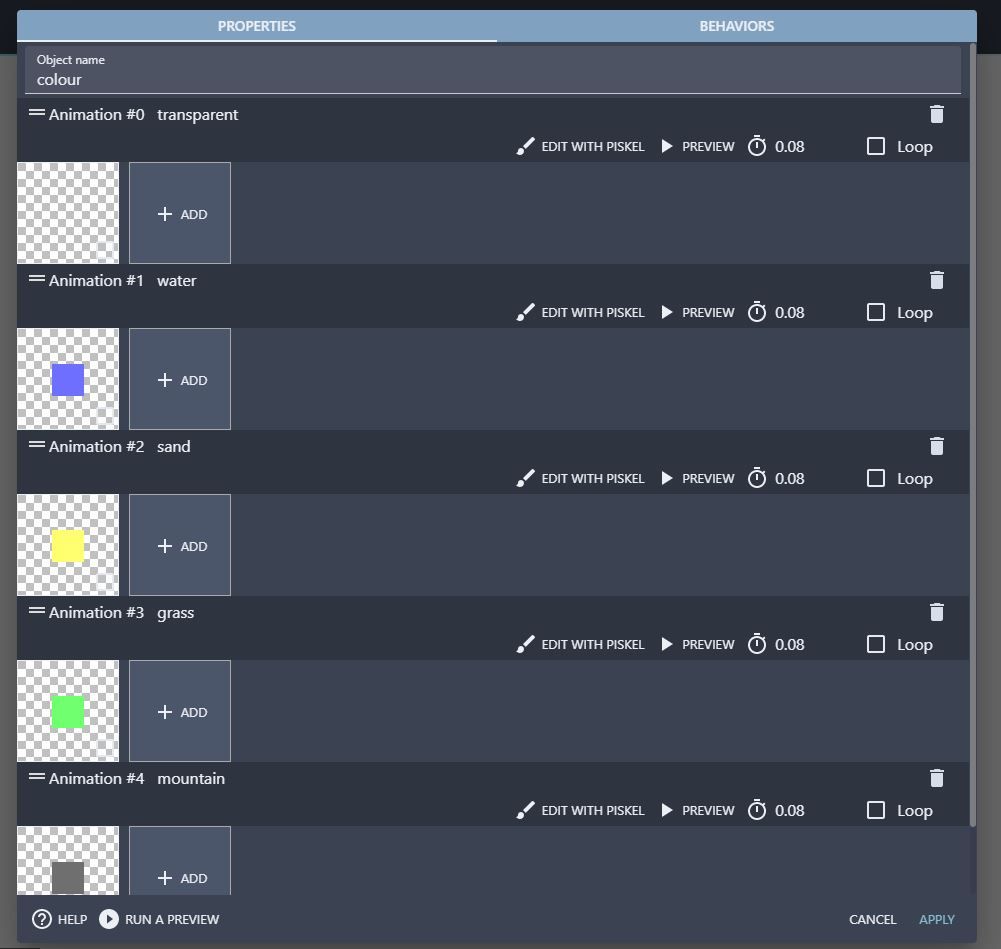 PROPERTIES BEHAVIORS
Object name
colour
Animation #0 transparent
EDIT WITH PISKEL PREVIEW 0.08 Loop
ADD
Animation #1 water
EDIT WITH PISKEL PREVIEW 0.08 Loop
ADD
Animation #2 sand
EDIT WITH PISKEL PREVIEW 0.08 Loop
ADD
Animation #3 grass
EDIT WITH PISKEL PREVIEW 0.08 Loop
ADD
Animation #4 mountain
EDIT WITH PISKEL PREVIEW 0.08 Loop
ADD
HELP RUN A PREVIEW CANCEL APPLY